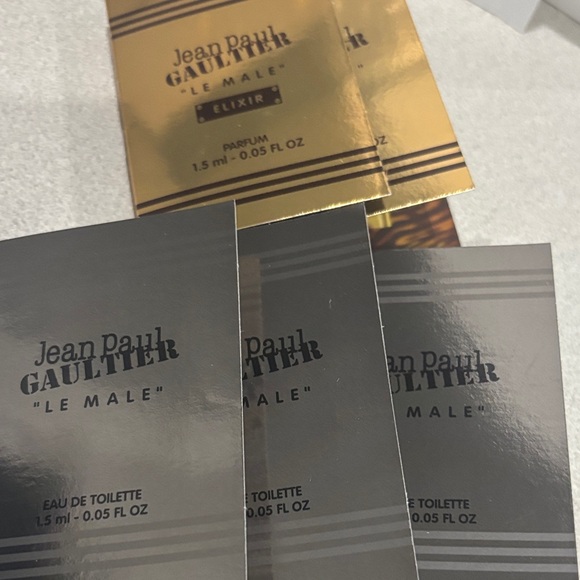 Jean Paul
GAULTIER
"LE MALE"
ELIXIR
PARFUM
1.5 ml - 0.05 FL OZ
Jean Paul
GAULTIER
"LE MALE"
EAU DE TOILETTE
1.5 ml - 0.05 FL OZ
Jean Paul
GAULTIER
MALE"
TOILETTE
0.05 FL OZ
Paul
MALE"
TOILETTE
0.05 FL OZ